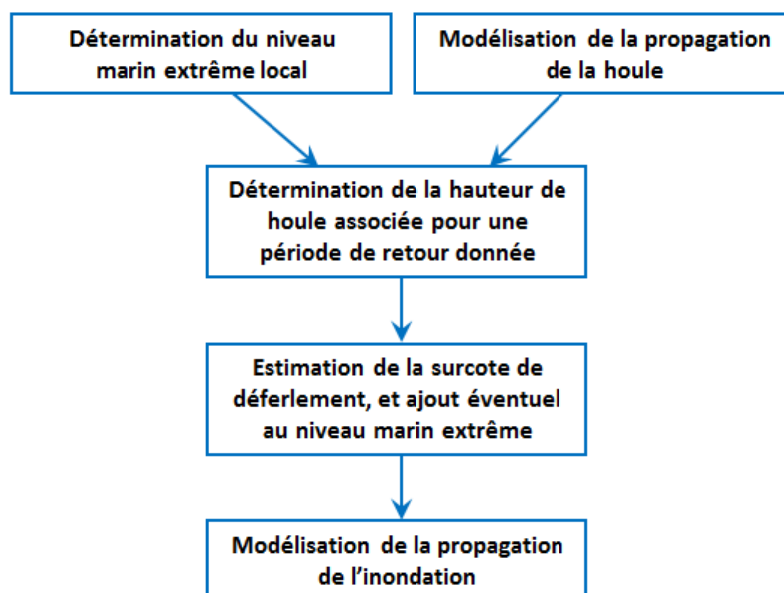 Détermination du niveau
marin extrême local
Modélisation de la propagation
de la houle
Détermination de la hauteur de
houle associée pour une
période de retour donnée
Estimation de la surcote de
déferlement, et ajout éventuel
au niveau marin extrême
Modélisation de la propagation
de l’inondation